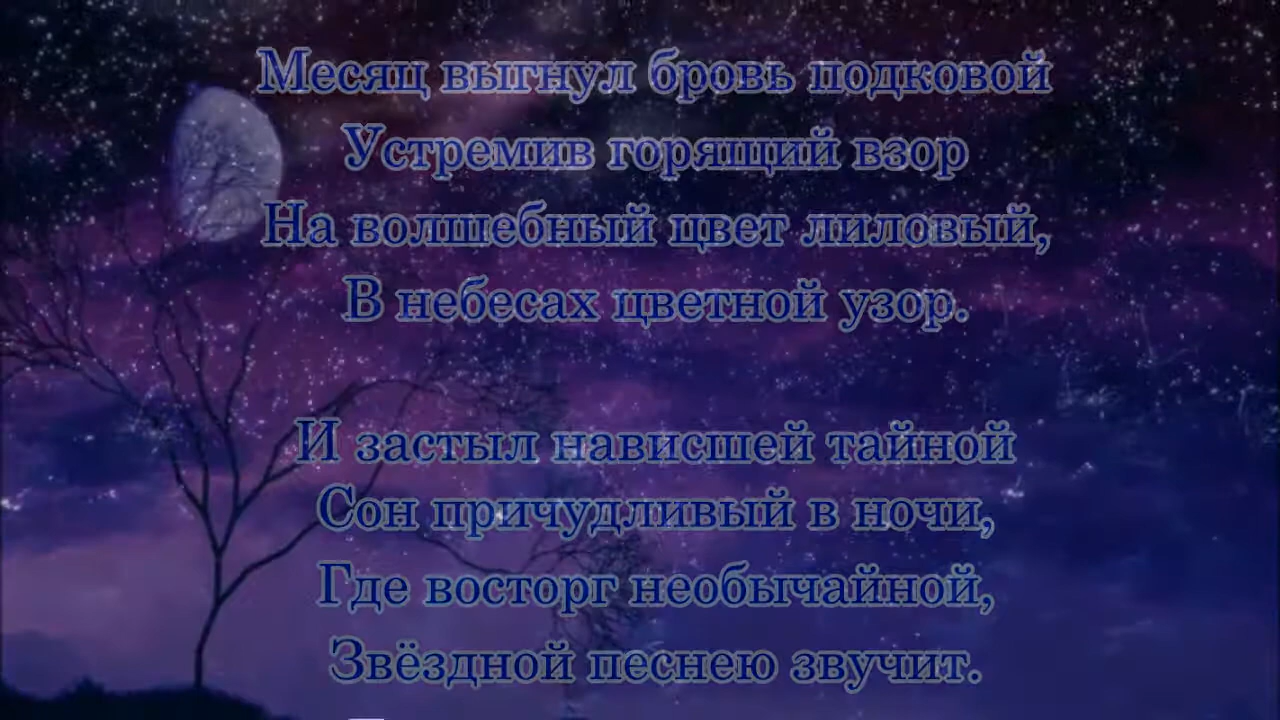 Месяц выгнул бровь подковой
Устремив горящий взор
На волшебный цвет лиловый,
В небесах цветной узор.
И застыл нависшей тайной
Сон причудливый в ночи,
Где восторг необычайной,
Звёздной песнею звучит.